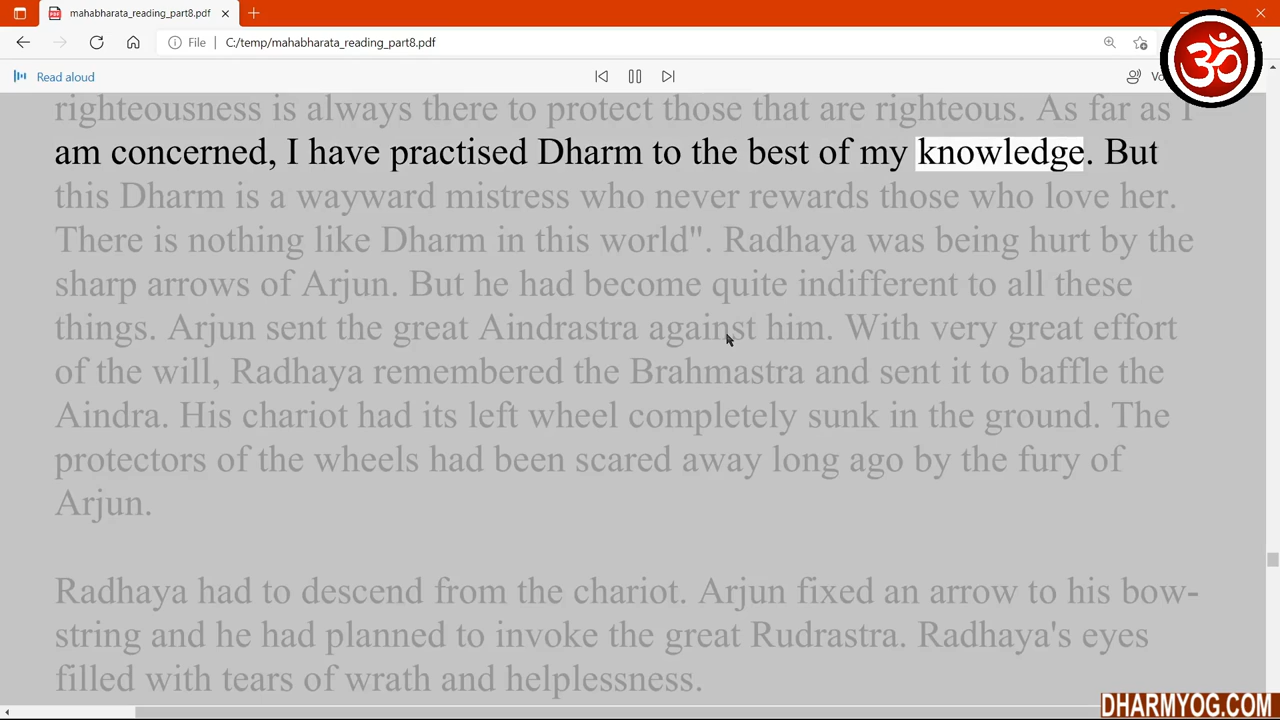 mahabharata_reading_part8.pdf
File C:/temp/mahabharata_reading_part8.pdf
Read aloud
righteousness is always there to protect those that are righteous. As far as I
am concerned, I have practised Dharm to the best of my knowledge. But
this Dharm is a wayward mistress who never rewards those who love her.
There is nothing like Dharm in this world". Radhaya was being hurt by the
sharp arrows of Arjun. But he had become quite indifferent to all these
things. Arjun sent the great Aindrastra against him. With very great effort
of the will, Radhaya remembered the Brahmastra and sent it to baffle the
Aindra. His chariot had its left wheel completely sunk in the ground. The
protectors of the wheels had been scared away long ago by the fury of
Arjun.
Radhaya had to descend from the chariot. Arjun fixed an arrow to his bow-
string and he had planned to invoke the great Rudrastra. Radhaya's eyes
filled with tears of wrath and helplessness.
ॐ
DHARMYOG.COM